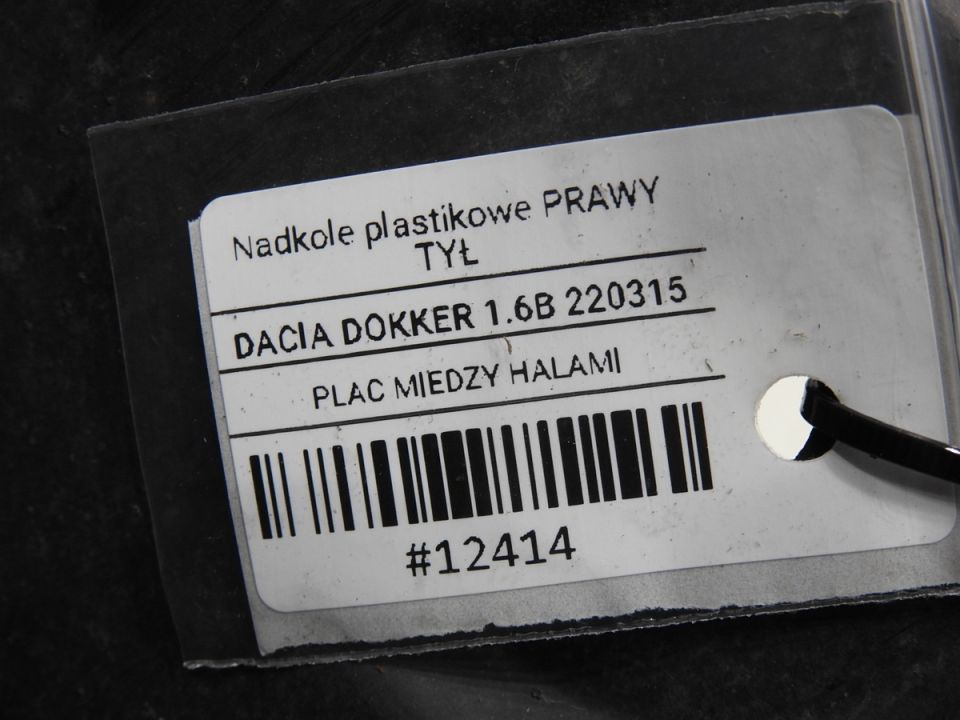 Nadkole plastikowe PRAWY
TYŁ
DACIA DOKKER 1.6B 220315
PLAC MIEDZY HALAMI
#12414